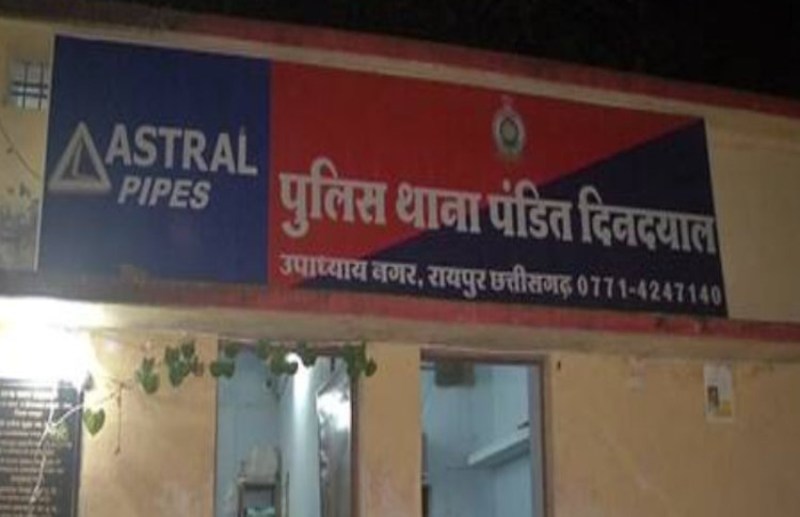 ASTRAL
PIPES
पुलिस थाना पंडित दिनदयाल
उपाध्याय नगर, रायपुर छत्तीसगढ़ 0771-4247140